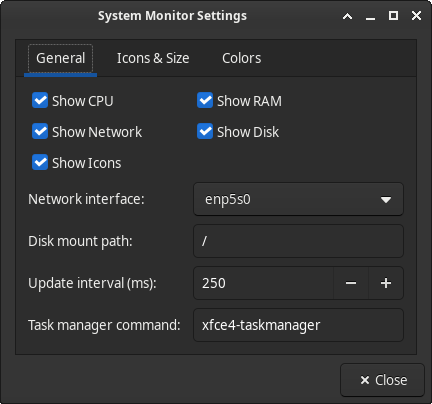 System Monitor Settings
General Icons & Size Colors
Show CPU Show RAM
Show Network Show Disk
Show Icons
Network interface: enp5s0
Disk mount path: /
Update interval (ms): 250
Task manager command: xfce4-taskmanager
Close